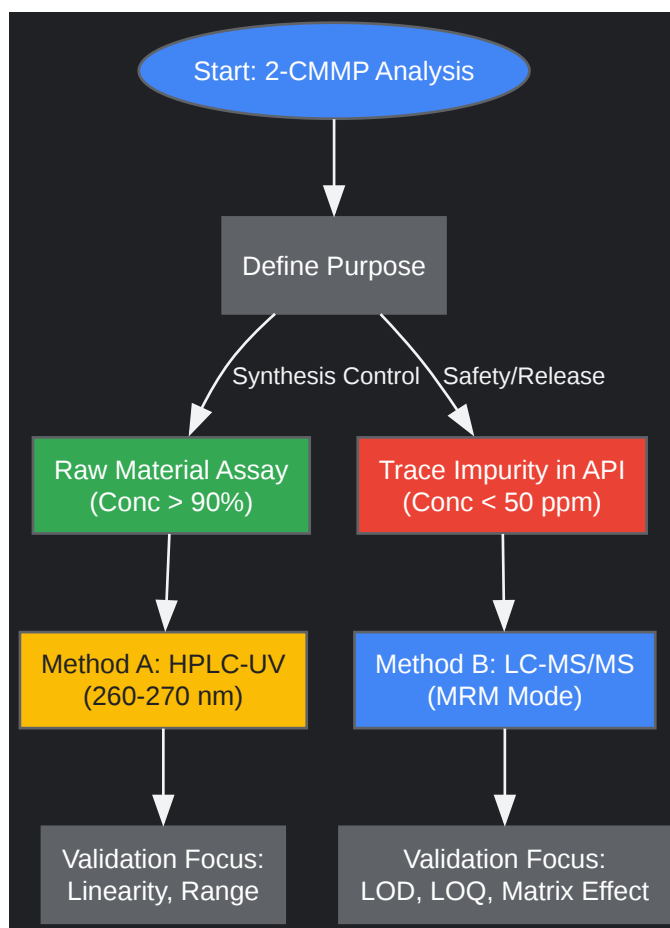 Start: 2-CMMP Analysis
Define Purpose
Synthesis Control
Safety/Release
Raw Material Assay
(Conc > 90%)
Trace Impurity in API
(Conc < 50 ppm)
Method A: HPLC-UV
(260-270 nm)
Method B: LC-MS/MS
(MRM Mode)
Validation Focus:
Linearity, Range
Validation Focus:
LOD, LOQ, Matrix Effect